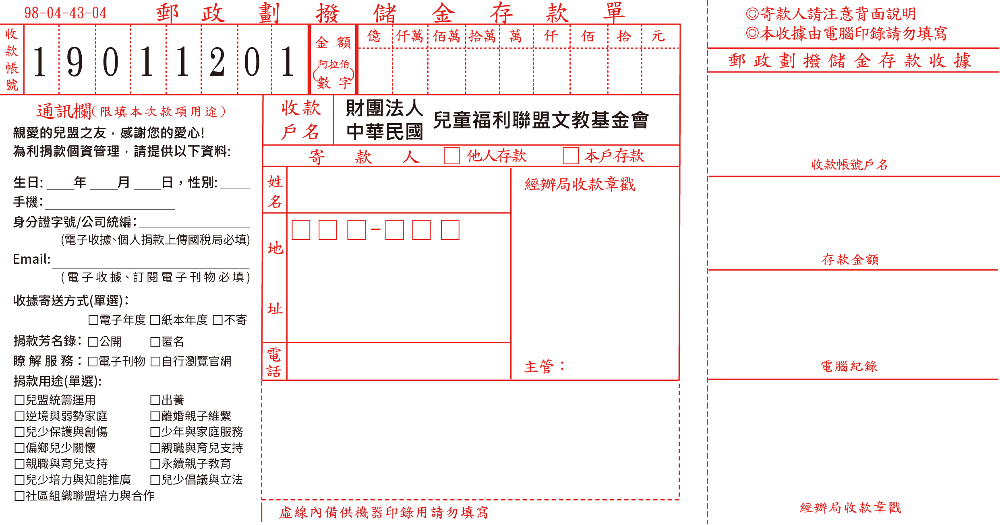 98-04-43-04
郵政劃撥儲金存款單
收款帳號
1 9 0 1 1 2 0 1
金額
(阿拉伯數字)
億 仟萬 佰萬 拾萬 萬 仟 佰 拾 元
通訊欄(限填本次款項用途)
親愛的兒盟之友，感謝您的愛心!
為利捐款個資管理，請提供以下資料:
生日: ____年 ____月 ____日，性別: ____
手機：
身分證字號/公司統編：
(電子收據、個人捐款上傳國稅局必填)
Email:
(電子收據、訂閱電子刊物必填)
收據寄送方式(單選)：
□電子年度 □紙本年度 □不寄
捐款芳名錄： □公開 □匿名
瞭解服務： □電子刊物 □自行瀏覽官網
捐款用途(單選):
□兒盟統籌運用 □出養
□逆境與弱勢家庭 □離婚親子維繫
□兒少保護與創傷 □少年與家庭服務
□偏鄉兒少關懷 □親職與育兒支持
□親職與育兒支持 □永續親子教育
□兒少培力與知能推廣 □兒少倡議與立法
□社區組織聯盟培力與合作
收款戶名
財團法人
中華民國
兒童福利聯盟文教基金會
寄款人 □他人存款 □本戶存款
姓名
經辦局收款章戳
地址
□□□－□□□
電話
主管：
虛線內備供機器印錄用請勿填寫
◎寄款人請注意背面說明
◎本收據由電腦印錄請勿填寫
郵政劃撥儲金存款收據
收款帳號戶名
存款金額
電腦紀錄
經辦局收款章戳